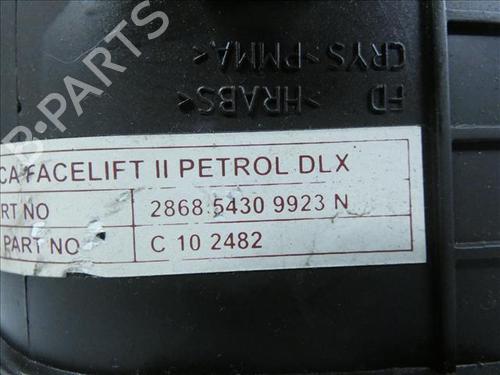 CRYS>PMMA<
>HRABS<
FD
CA FACELIFT II PETROL DLX
RT NO 2868 5430 9923 N
PART NO C 10 2482
B-PARTS